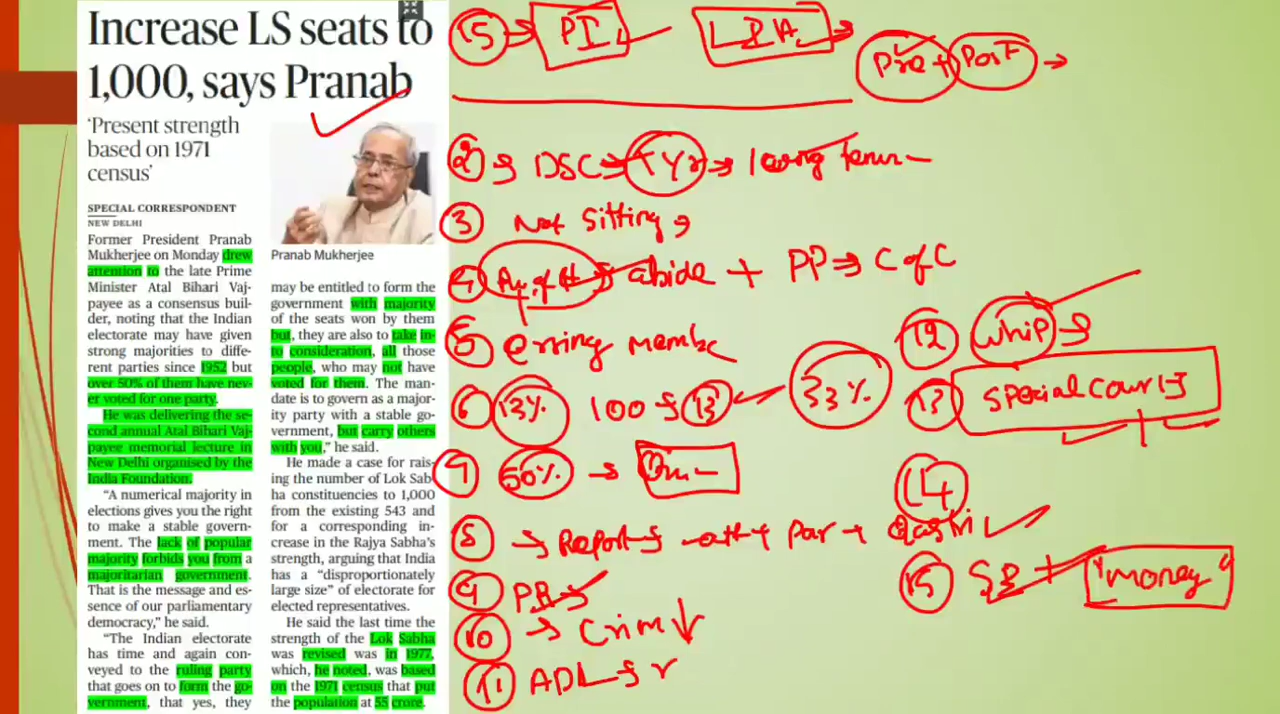 Increase LS seats to
1,000, says Pranab
'Present strength
based on 1971
census'
SPECIAL CORRESPONDENT
NEW DELHI
Former President Pranab
Mukherjee on Monday drew
attention to the late Prime
Minister Atal Bihari Vaj-
payee as a consensus buil-
der, noting that the Indian
electorate may have given
strong majorities to diffe-
rent parties since 1952 but
over 50% of them have nev-
er voted for one party.
He was delivering the se-
cond annual Atal Bihari Vaj-
payee memorial lecture in
New Delhi organised by the
India Foundation.
"A numerical majority in
elections gives you the right
to make a stable govern-
ment. The lack of popular
majority forbids you from a
majoritarian government.
That is the message and es-
sence of our parliamentary
democracy," he said.
"The Indian electorate
has time and again con-
veyed to the ruling party
that goes on to form the go-
vernment, that yes, they
Pranab Mukherjee
may be entitled to form the
government with majority
of the seats won by them
but, they are also to take in-
to consideration, all those
people, who may not have
voted for them. The man-
date is to govern as a major-
ity party with a stable go-
vernment, but carry others
with you," he said.
He made a case for rais-
ing the number of Lok Sab-
ha constituencies to 1,000
from the existing 543 and
for a corresponding in-
crease in the Rajya Sabha's
strength, arguing that India
has a "disproportionately
large size" of electorate for
elected representatives.
He said the last time the
strength of the Lok Sabha
was revised was in 1977,
which, he noted, was based
on the 1971 census that put
the population at 55 crore.
15 → PI
Pre + Post →
2 → DSC → 1 Yr → long term
3 Not Sitting
4 abide + PP → C of C
5 erring membe
6 13% 100 → 13 33%
50% →
8 → Report →
9 PR →
10 → Crim ↓
11 ADL →
12 Whip →
13 Special Court
14
15 "money"